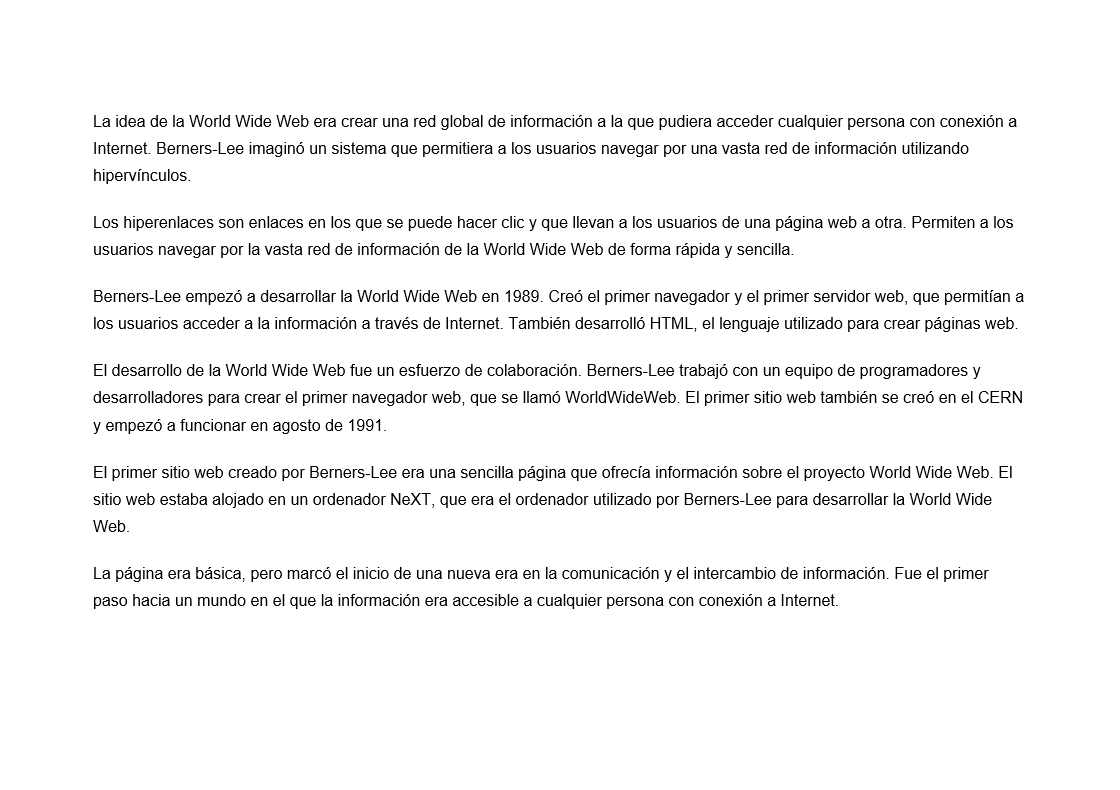 La idea de la World Wide Web era crear una red global de información a la que pudiera acceder cualquier persona con conexión a
Internet. Berners-Lee imaginó un sistema que permitiera a los usuarios navegar por una vasta red de información utilizando
hipervínculos.
Los hiperenlaces son enlaces en los que se puede hacer clic y que llevan a los usuarios de una página web a otra. Permiten a los
usuarios navegar por la vasta red de información de la World Wide Web de forma rápida y sencilla.
Berners-Lee empezó a desarrollar la World Wide Web en 1989. Creó el primer navegador y el primer servidor web, que permitían a
los usuarios acceder a la información a través de Internet. También desarrolló HTML, el lenguaje utilizado para crear páginas web.
El desarrollo de la World Wide Web fue un esfuerzo de colaboración. Berners-Lee trabajó con un equipo de programadores y
desarrolladores para crear el primer navegador web, que se llamó WorldWideWeb. El primer sitio web también se creó en el CERN
y empezó a funcionar en agosto de 1991.
El primer sitio web creado por Berners-Lee era una sencilla página que ofrecía información sobre el proyecto World Wide Web. El
sitio web estaba alojado en un ordenador NeXT, que era el ordenador utilizado por Berners-Lee para desarrollar la World Wide
Web.
La página era básica, pero marcó el inicio de una nueva era en la comunicación y el intercambio de información. Fue el primer
paso hacia un mundo en el que la información era accesible a cualquier persona con conexión a Internet.